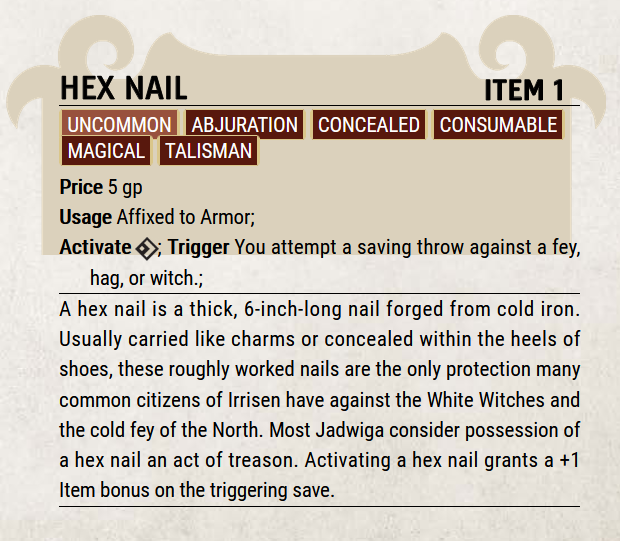 HEX NAIL ITEM 1
UNCOMMON ABJURATION CONCEALED CONSUMABLE
MAGICAL TALISMAN
Price 5 gp
Usage Affixed to Armor;
Activate ; Trigger You attempt a saving throw against a fey,
hag, or witch.;
A hex nail is a thick, 6-inch-long nail forged from cold iron.
Usually carried like charms or concealed within the heels of
shoes, these roughly worked nails are the only protection many
common citizens of Irrisen have against the White Witches and
the cold fey of the North. Most Jadwiga consider possession of
a hex nail an act of treason. Activating a hex nail grants a +1
Item bonus on the triggering save.